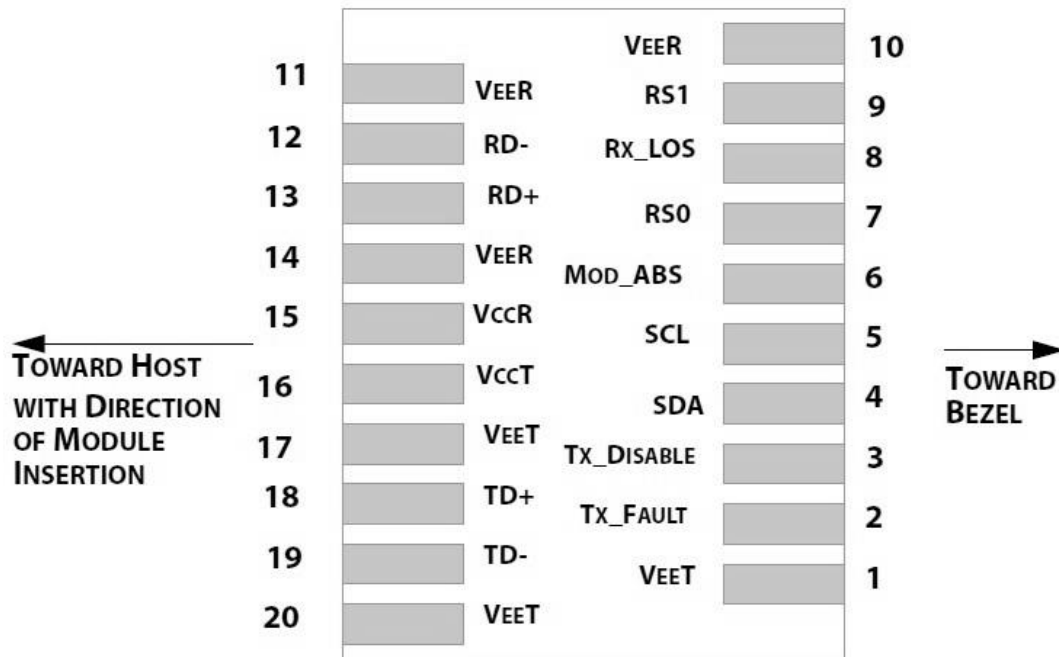 11
VEER
12
RD-
13
RD+
14
VEER
15
VCCR
16
VCCT
17
VEET
18
TD+
19
TD-
20
VEET
TOWARD HOST
WITH DIRECTION
OF MODULE
INSERTION
VEER
10
RS1
9
RX_LOS
8
RS0
7
MOD_ABS
6
SCL
5
SDA
4
TX_DISABLE
3
TX_FAULT
2
VEET
1
TOWARD
BEZEL